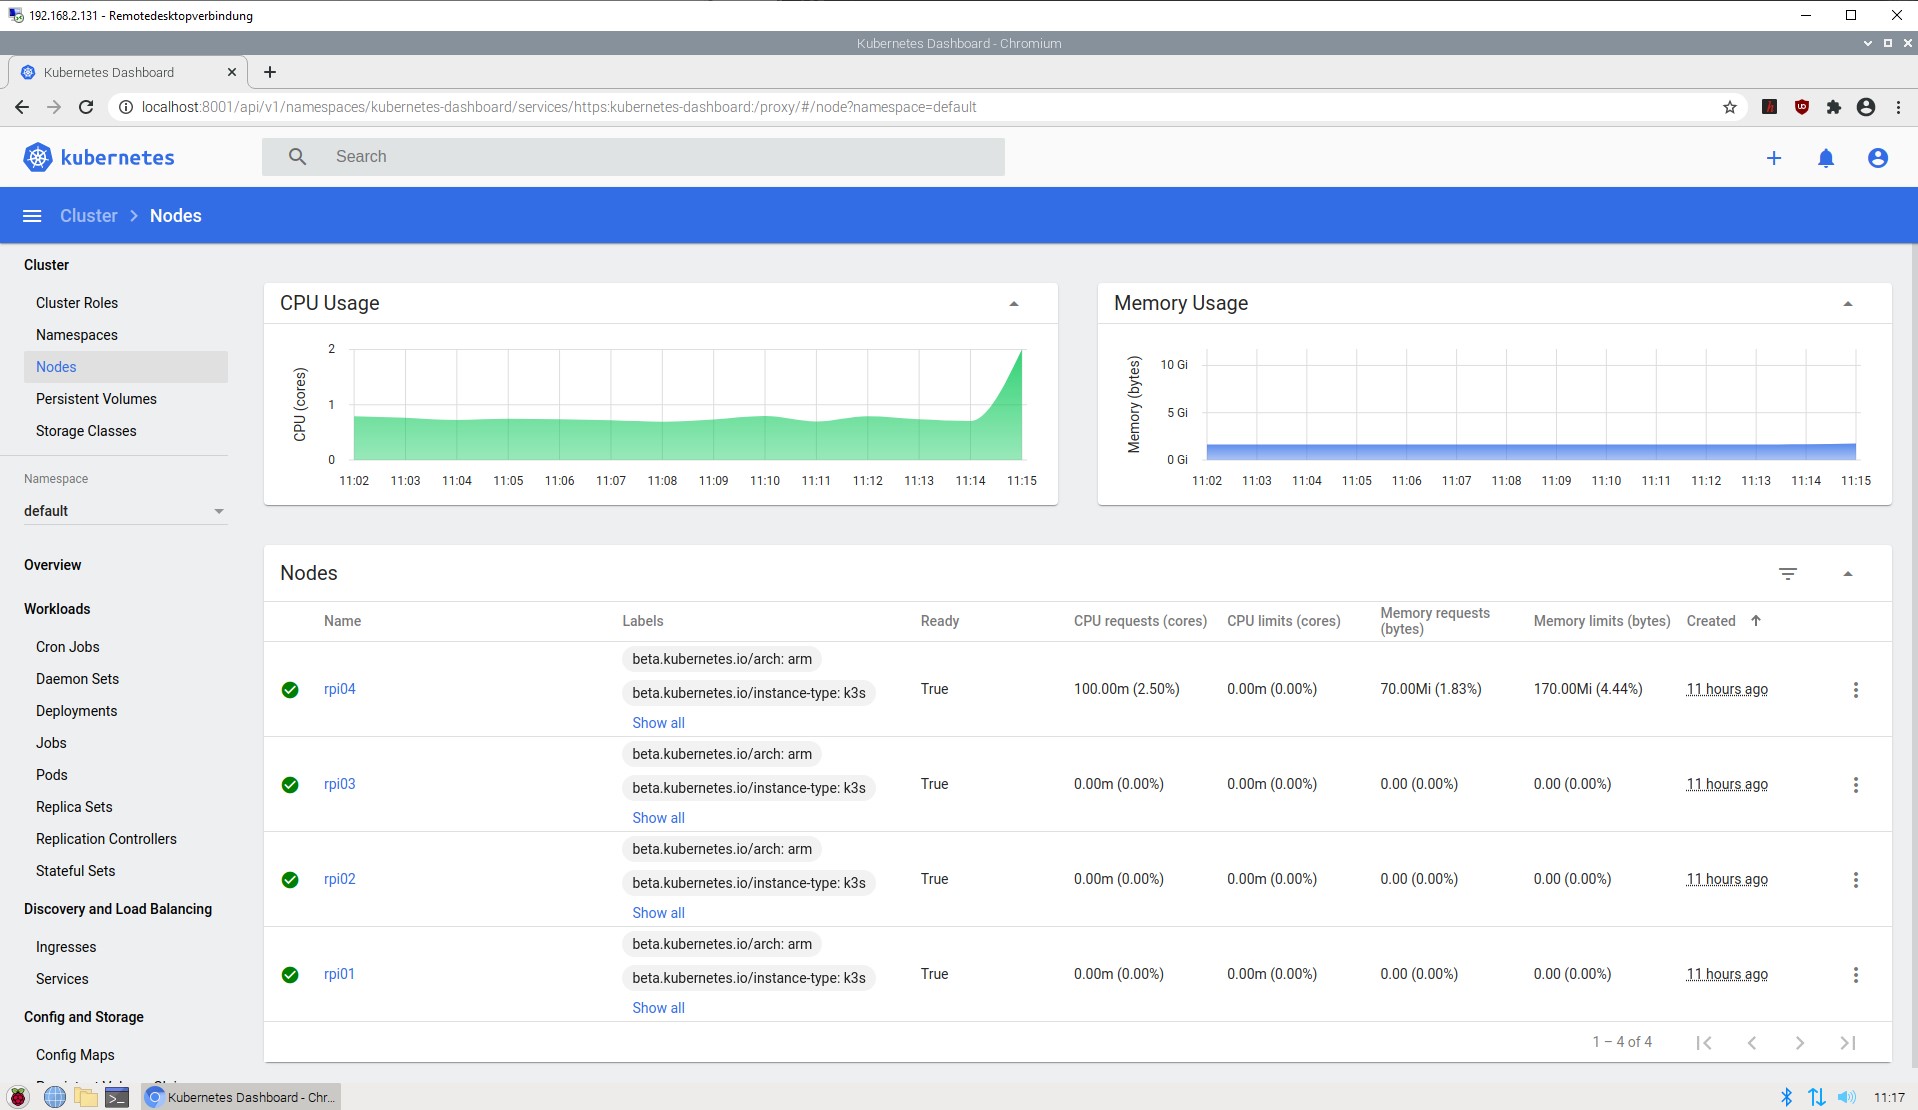 192.168.2.131 - Remotedesktopverbindung
Kubernetes Dashboard - Chromium
Kubernetes Dashboard
localhost:8001/api/v1/namespaces/kubernetes-dashboard/services/https:kubernetes-dashboard:/proxy/#/node?namespace=default
kubernetes
Search
Cluster > Nodes
Cluster
Cluster Roles
Namespaces
Nodes
Persistent Volumes
Storage Classes
Namespace
default
Overview
Workloads
Cron Jobs
Daemon Sets
Deployments
Jobs
Pods
Replica Sets
Replication Controllers
Stateful Sets
Discovery and Load Balancing
Ingresses
Services
Config and Storage
Config Maps
CPU Usage
CPU (cores)
2
1
0
11:02 11:03 11:04 11:05 11:06 11:07 11:08 11:09 11:10 11:11 11:12 11:13 11:14 11:15
Memory Usage
Memory (bytes)
10 Gi
5 Gi
0 Gi
11:02 11:03 11:04 11:05 11:06 11:07 11:08 11:09 11:10 11:11 11:12 11:13 11:14 11:15
Nodes
Name Labels Ready CPU requests (cores) CPU limits (cores) Memory requests (bytes) Memory limits (bytes) Created
beta.kubernetes.io/arch: arm
rpi04 beta.kubernetes.io/instance-type: k3s True 100.00m (2.50%) 0.00m (0.00%) 70.00Mi (1.83%) 170.00Mi (4.44%) 11 hours ago
Show all
beta.kubernetes.io/arch: arm
rpi03 beta.kubernetes.io/instance-type: k3s True 0.00m (0.00%) 0.00m (0.00%) 0.00 (0.00%) 0.00 (0.00%) 11 hours ago
Show all
beta.kubernetes.io/arch: arm
rpi02 beta.kubernetes.io/instance-type: k3s True 0.00m (0.00%) 0.00m (0.00%) 0.00 (0.00%) 0.00 (0.00%) 11 hours ago
Show all
beta.kubernetes.io/arch: arm
rpi01 beta.kubernetes.io/instance-type: k3s True 0.00m (0.00%) 0.00m (0.00%) 0.00 (0.00%) 0.00 (0.00%) 11 hours ago
Show all
1 – 4 of 4
Kubernetes Dashboard - Chr...
11:17